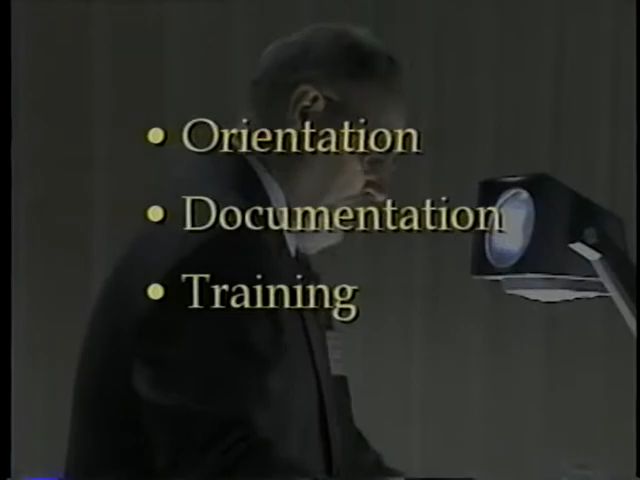 • Orientation
• Documentation
• Training